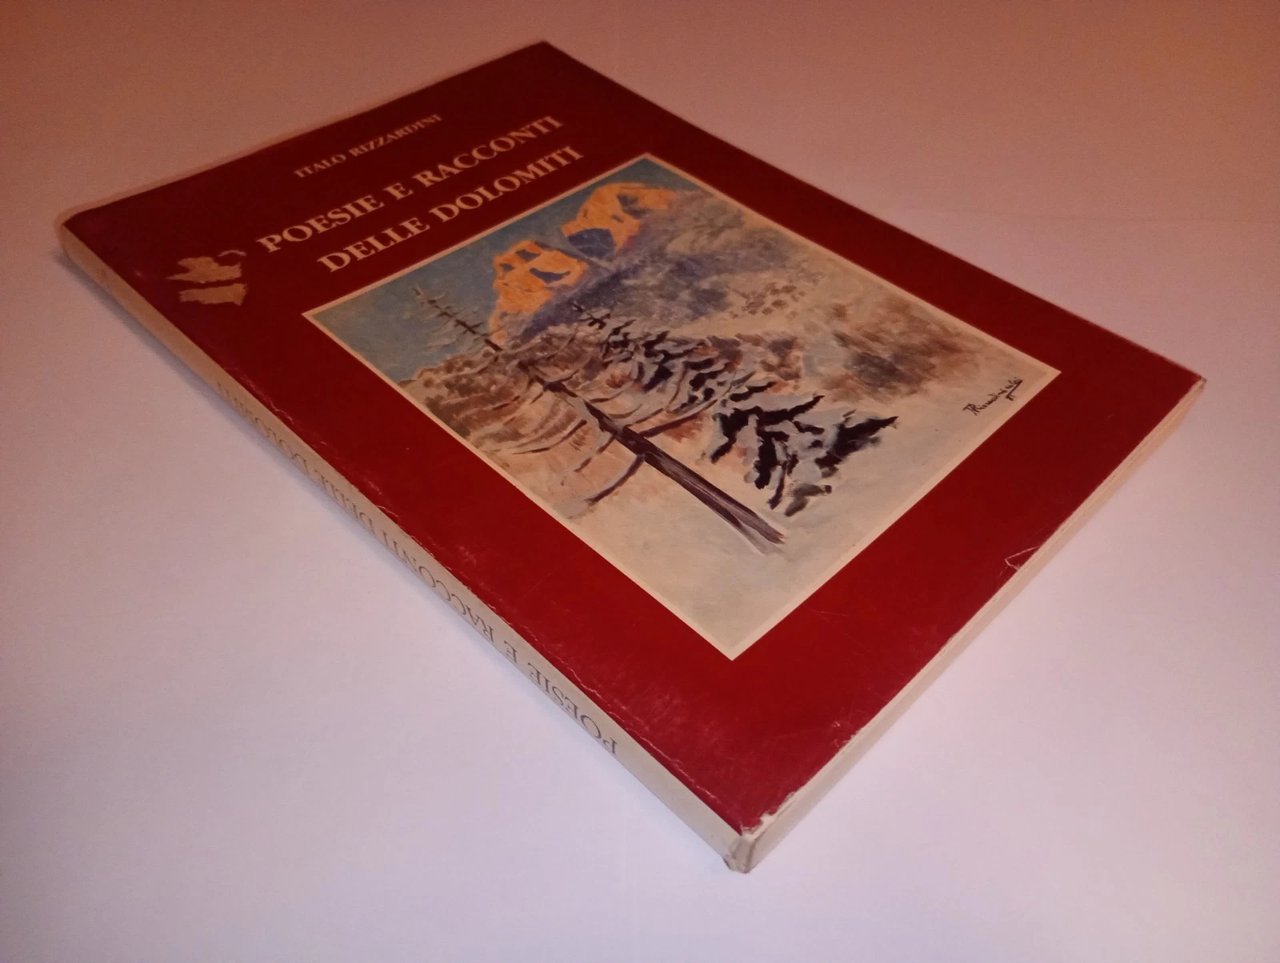 ITALO RIZZARDINI
POESIE E RACCONTI
DELLE DOLOMITI
POESIE E RACCONTI DELLE DOLOMITI